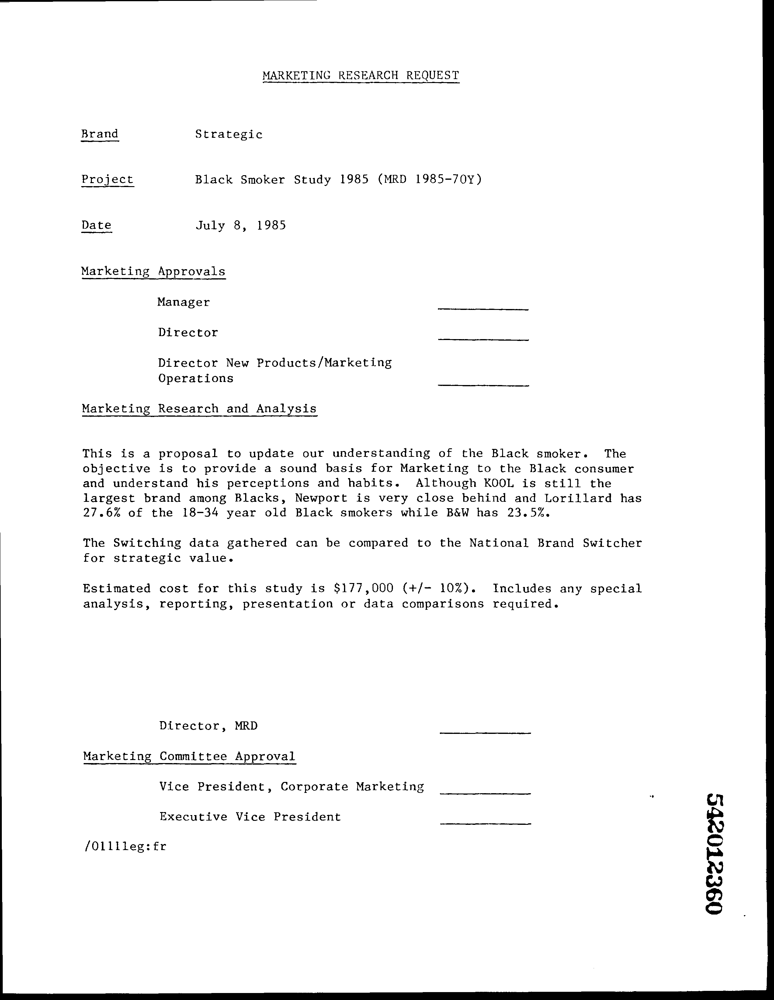 MARKETING RESEARCH REQUEST
Brand Strategic
Project Black Smoker Study 1985 (MRD 1985-70Y)
Date July 8, 1985
Marketing Approvals
Manager
Director
Director New Products/Marketing
Operations
Marketing Research and Analysis
This is a proposal to update our understanding of the Black smoker. The
objective is to provide a sound basis for Marketing to the Black consumer
and understand his perceptions and habits. Although KOOL is still the
largest brand among Blacks, Newport is very close behind and Lorillard has
27.6% of the 18-34 year old Black smokers while B&W has 23.5%.
The Switching data gathered can be compared to the National Brand Switcher
for strategic value.
Estimated cost for this study is $177,000 (+/- 10%). Includes any special
analysis, reporting, presentation or data comparisons required.
Director, MRD
Marketing Committee Approval
Vice President, Corporate Marketing
Executive Vice President
/0111leg:fr
542012360